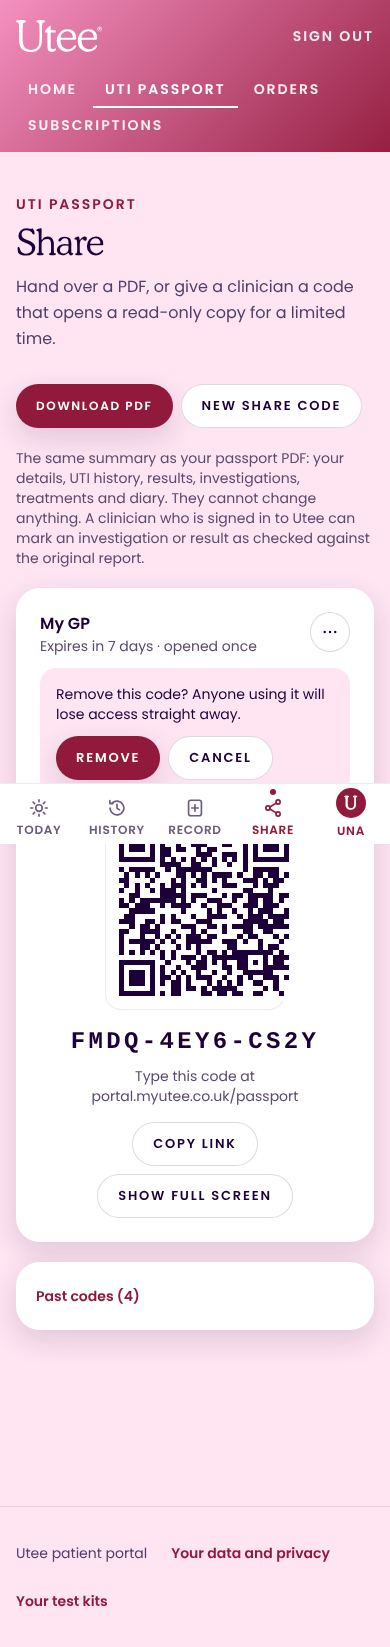 Utee®
SIGN OUT
HOME UTI PASSPORT ORDERS
SUBSCRIPTIONS
UTI PASSPORT
Share
Hand over a PDF, or give a clinician a code
that opens a read-only copy for a limited
time.
DOWNLOAD PDF NEW SHARE CODE
The same summary as your passport PDF: your
details, UTI history, results, investigations,
treatments and diary. They cannot change
anything. A clinician who is signed in to Utee can
mark an investigation or result as checked against
the original report.
My GP
Expires in 7 days · opened once
...
Remove this code? Anyone using it will
lose access straight away.
REMOVE CANCEL
TODAY HISTORY RECORD SHARE U UNA
FMDQ-4EY6-CS2Y
Type this code at
portal.myutee.co.uk/passport
COPY LINK
SHOW FULL SCREEN
Past codes (4)
Utee patient portal Your data and privacy
Your test kits